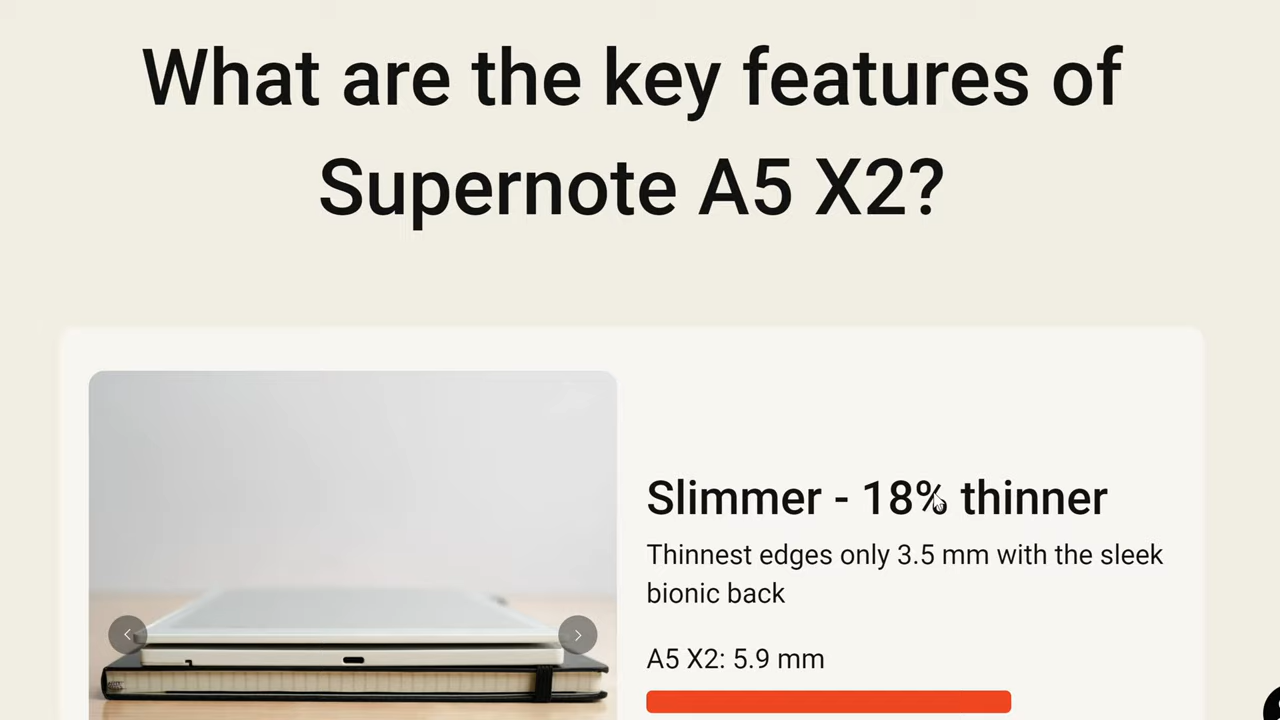 What are the key features of
Supernote A5 X2?
Slimmer - 18% thinner
Thinnest edges only 3.5 mm with the sleek
bionic back
A5 X2: 5.9 mm